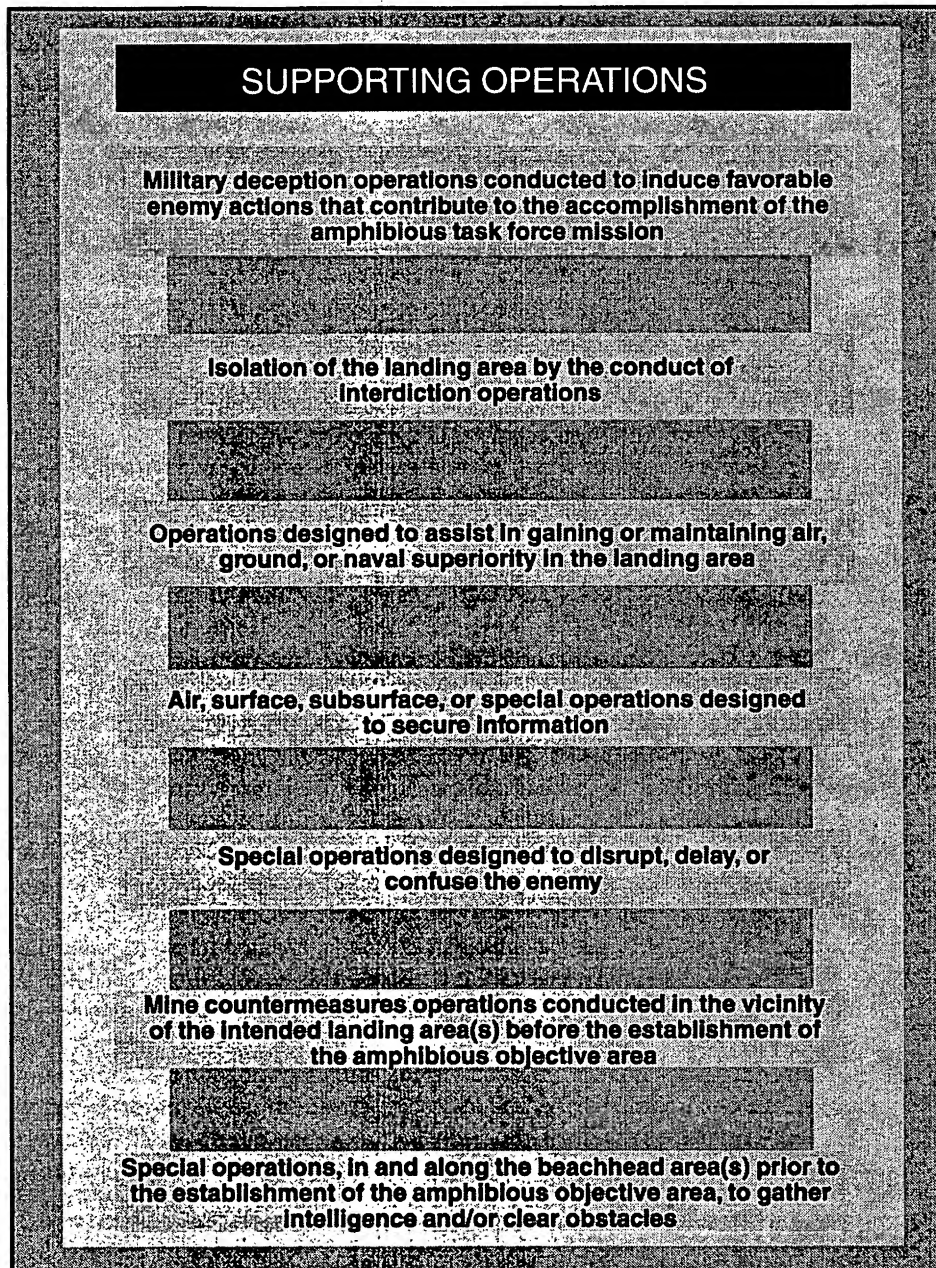 SUPPORTING OPERATIONS
Military deception operations conducted to induce favorable
enemy actions that contribute to the accomplishment of the
amphibious task force mission
Isolation of the landing area by the conduct of
interdiction operations
Operations designed to assist in gaining or maintaining air,
ground, or naval superiority in the landing area
Air, surface, subsurface, or special operations designed
to secure information
Special operations designed to disrupt, delay, or
confuse the enemy
Mine countermeasures operations conducted in the vicinity
of the intended landing area(s) before the establishment of
the amphibious objective area
Special operations, in and along the beachhead area(s) prior to
the establishment of the amphibious objective area, to gather
intelligence and/or clear obstacles